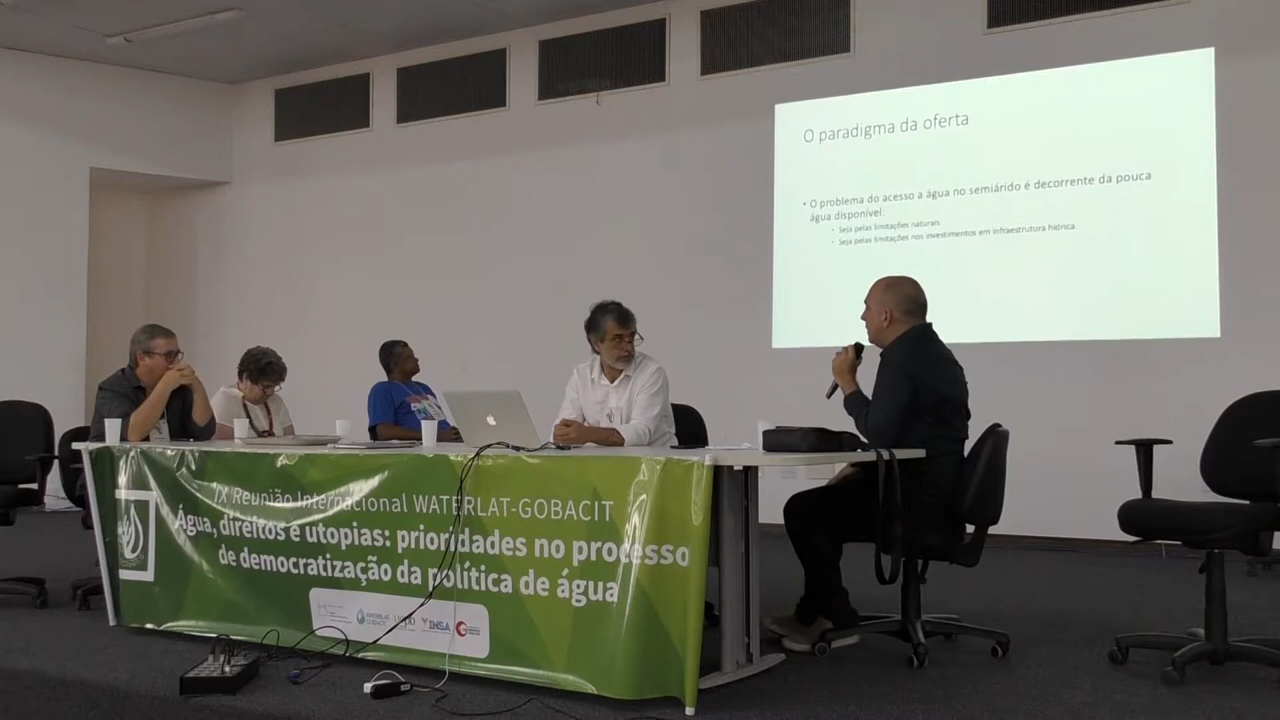 O paradigma da oferta
• O problema do acesso a água no semiárido é decorrente da pouca
água disponível:
• Seja pelas limitações naturais
• Seja pelas limitações nos investimentos em infraestrutura hídrica
IX Reunião Internacional WATERLAT-GOBACIT
Água, direitos e utopias: prioridades no processo
de democratização da política de água
WATERLAT
GOBACIT
INSA